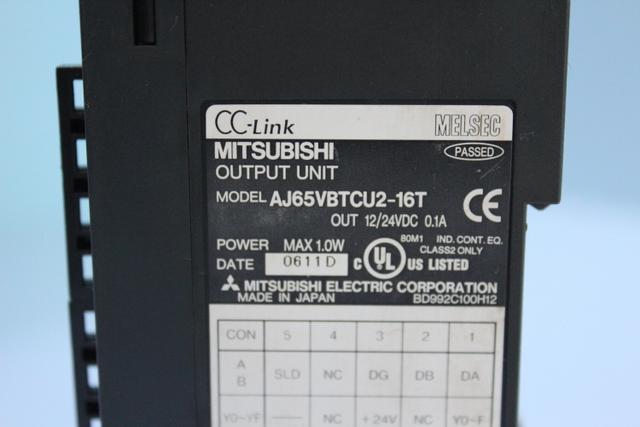 CC-Link MELSEC
MITSUBISHI PASSED
OUTPUT UNIT
MODEL AJ65VBTCU2-16T CE
OUT 12/24VDC 0.1A
POWER MAX 1.0W
DATE 0611D
C UL US LISTED
80M1 IND. CONT. EQ.
CLASS2 ONLY
MITSUBISHI ELECTRIC CORPORATION
MADE IN JAPAN BD992C100H12
CON 5 4 3 2 1
A
B SLD NC DG DB DA
Y0~YF — NC +24V NC Y0~F